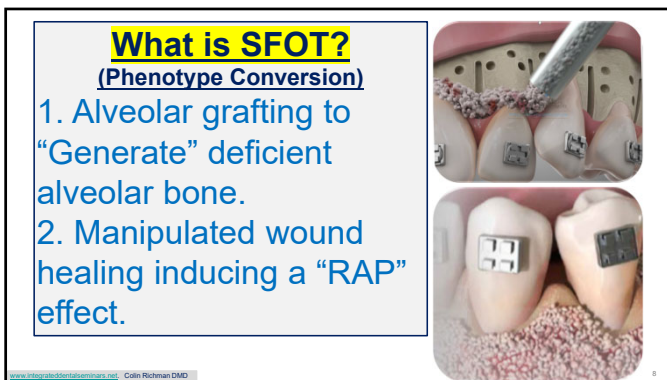 What is SFOT?
(Phenotype Conversion)
1. Alveolar grafting to
“Generate” deficient
alveolar bone.
2. Manipulated wound
healing inducing a “RAP”
effect.
www.integrateddentalseminars.net. Colin Richman DMD
8